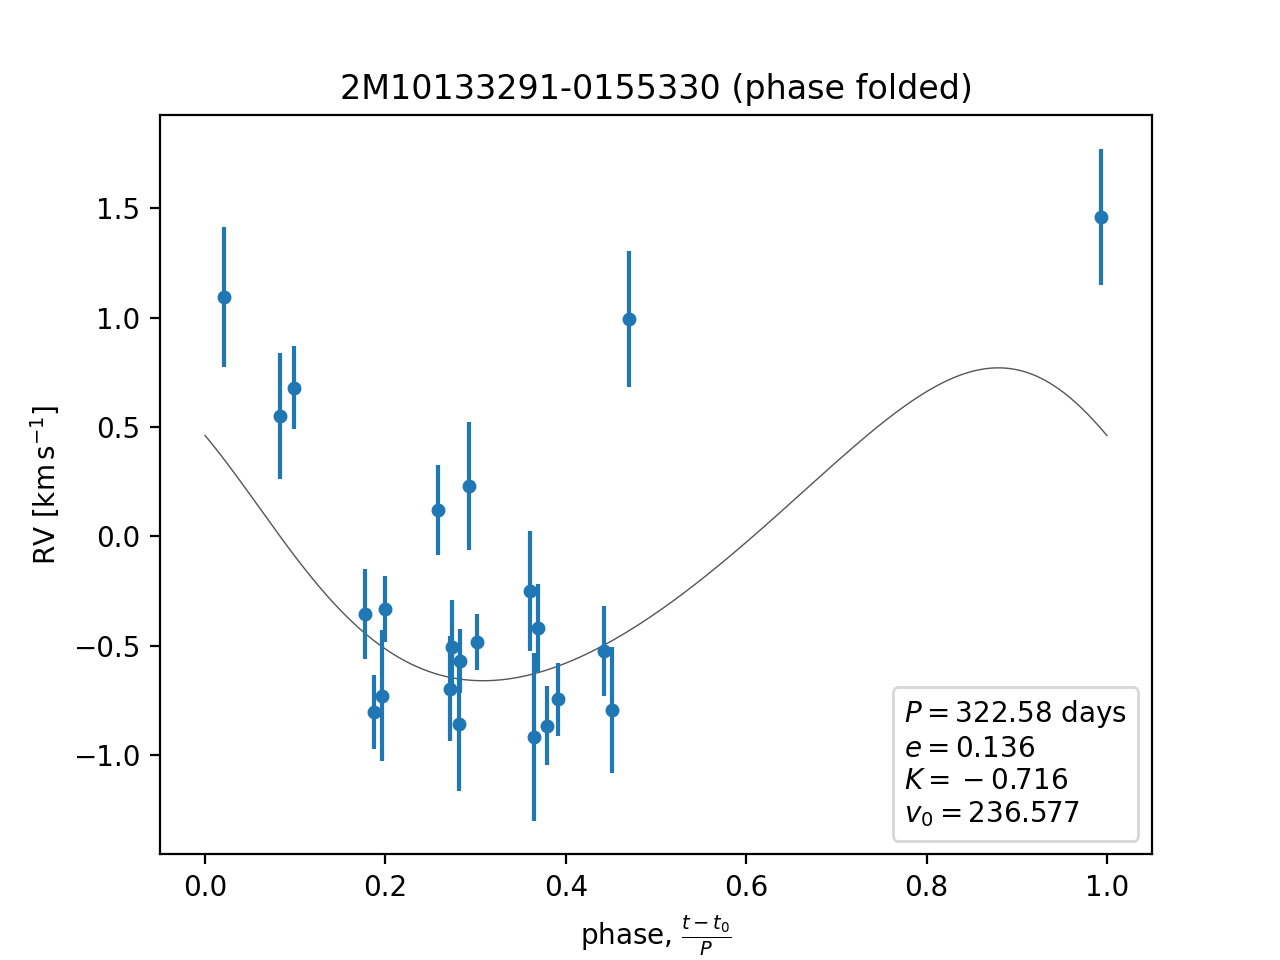 2M10133291-0155330 (phase folded)
1.5
1.0
0.5
0.0
−0.5
−1.0
RV [km s⁻¹]
P = 322.58 days
e = 0.136
K = −0.716
v₀ = 236.577
0.0 0.2 0.4 0.6 0.8 1.0
phase, (t − t₀)/P